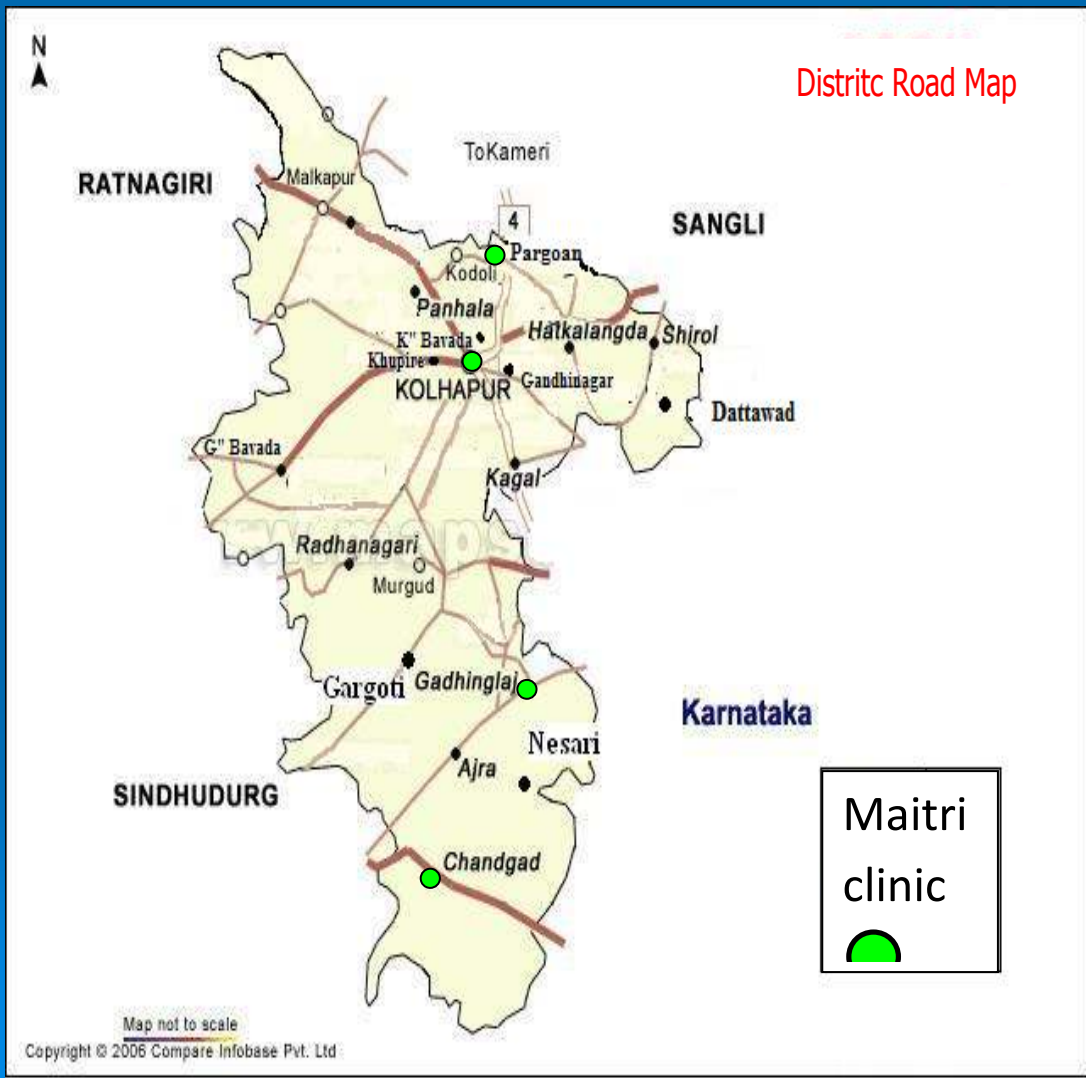 N
Distritc Road Map
ToKameri
RATNAGIRI
Malkapur
4
SANGLI
Pargoan
Kodoli
Panhala
K" Bavada
Hatkalangda
Shirol
Khupire
KOLHAPUR
Gandhinagar
Dattawad
G" Bavada
Kagal
www.maps
Radhanagari
Murgud
Gargoti
Gadhinglaj
Karnataka
Nesari
Ajra
SINDHUDURG
Maitri
clinic
Chandgad
Map not to scale
Copyright © 2006 Compare Infobase Pvt. Ltd